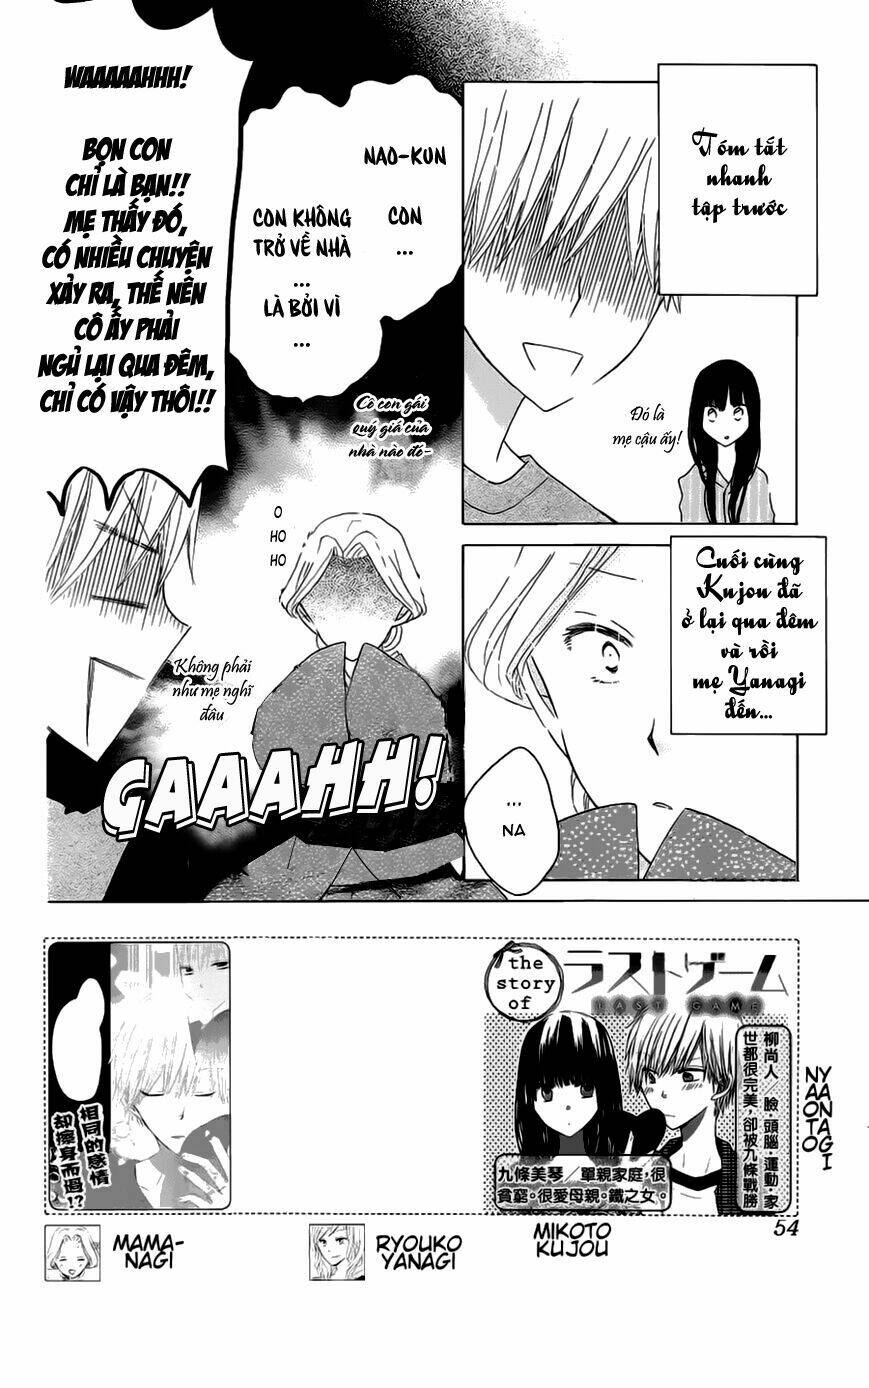 Tóm tắt
nhanh
tập trước
Đó là
mẹ cậu ấy!
Cuối cùng
Kujou đã
ở lại qua đêm
và rồi
mẹ Yanagi
đến...
...
NA
NAO-KUN
CON
...
CON KHÔNG
TRỞ VỀ NHÀ
...
LÀ BỞI VÌ
...
Cô con gái
quý giá của
nhà nào đó-
O
HO
HO
WAAAAAHHH!
BỌN CON
CHỈ LÀ BẠN!!
MẸ THẤY ĐÓ,
CÓ NHIỀU CHUYỆN
XẢY RA, THẾ NÊN
CÔ ẤY PHẢI
NGỦ LẠI QUA ĐÊM,
CHỈ CÓ VẬY THÔI!!
Không phải
như mẹ nghĩ
đâu
GAAAHH!
the
story
of
ラストゲーム
LAST GAME
柳尚人／臉·頭腦·運動·家
世都很完美，卻被九條戰勝
九條美琴／單親家庭，很
貧窮。很愛母親。鐵之女。
NAOTO
YANAGI
相同的感情
却擦身而過!?
54
MIKOTO
KUJOU
RYOUKO
YANAGI
MAMA-
NAGI